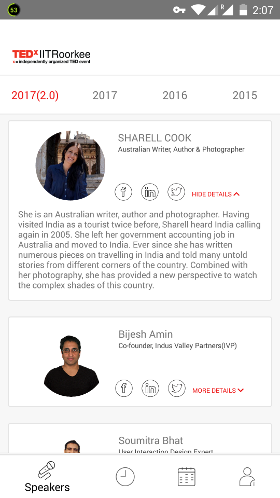 53
2:07
TEDx IITRoorkee
x = independently organized TED event
2017(2.0) 2017 2016 2015
SHARELL COOK
Australian Writer, Author & Photographer
HIDE DETAILS
She is an Australian writer, author and photographer. Having
visited India as a tourist twice before, Sharell heard India calling
again in 2005. She left her government accounting job in
Australia and moved to India. Ever since she has written
numerous pieces on travelling in India and told many untold
stories from different corners of the country. Combined with
her photography, she has provided a new perspective to watch
the complex shades of this country.
Bijesh Amin
Co-founder, Indus Valley Partners(IVP)
MORE DETAILS
Soumitra Bhat
User Interaction Design Expert
Speakers